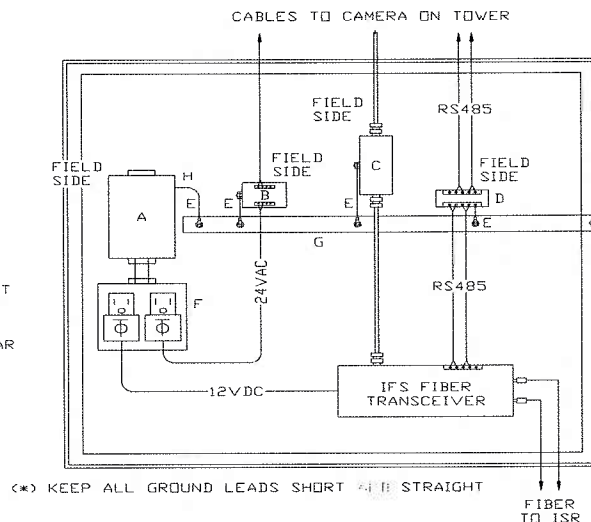 CABLES TO CAMERA ON TOWER
FIELD
SIDE
RS485
FIELD
SIDE
H
E
A
FIELD
SIDE
B
E
C
E
FIELD
SIDE
D
E
G
T
AR
F
24VAC
RS485
12VDC
IFS FIBER
TRANSCEIVER
(*) KEEP ALL GROUND LEADS SHORT STRAIGHT
FIBER
TO ISR